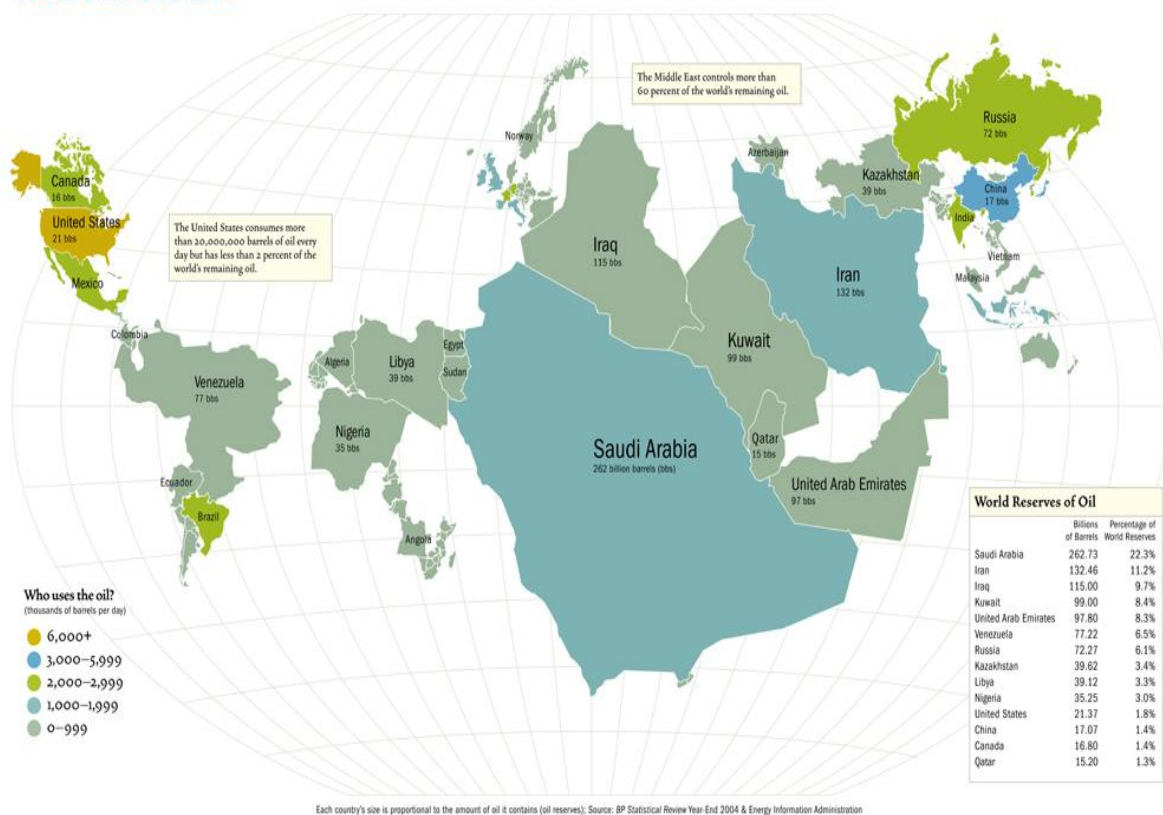 The Middle East controls more than
60 percent of the world's remaining oil.
Russia
72 bbs
Norway
Azerbaijan
Kazakhstan
39 bbs
Canada
16 bbs
China
17 bbs
United States
21 bbs
The United States consumes more
than 20,000,000 barrels of oil every
day but has less than 2 percent of the
world's remaining oil.
India
Iraq
115 bbs
Vietnam
Iran
132 bbs
Malaysia
Mexico
Colombia
Kuwait
99 bbs
Egypt
Algeria
Libya
39 bbs
Sudan
Venezuela
77 bbs
Nigeria
35 bbs
Saudi Arabia
262 billion barrels (bbs)
Qatar
15 bbs
Ecuador
United Arab Emirates
97 bbs
Brazil
Angola
World Reserves of Oil
Billions of Barrels Percentage of World Reserves
Saudi Arabia 262.73 22.3%
Iran 132.46 11.2%
Iraq 115.00 9.7%
Kuwait 99.00 8.4%
United Arab Emirates 97.80 8.3%
Venezuela 77.22 6.5%
Russia 72.27 6.1%
Kazakhstan 39.62 3.4%
Libya 39.12 3.3%
Nigeria 35.25 3.0%
United States 21.37 1.8%
China 17.07 1.4%
Canada 16.80 1.4%
Qatar 15.20 1.3%
Who uses the oil?
(thousands of barrels per day)
6,000+
3,000–5,999
2,000–2,999
1,000–1,999
0–999
Each country's size is proportional to the amount of oil it contains (oil reserves); Source: BP Statistical Review Year-End 2004 & Energy Information Administration